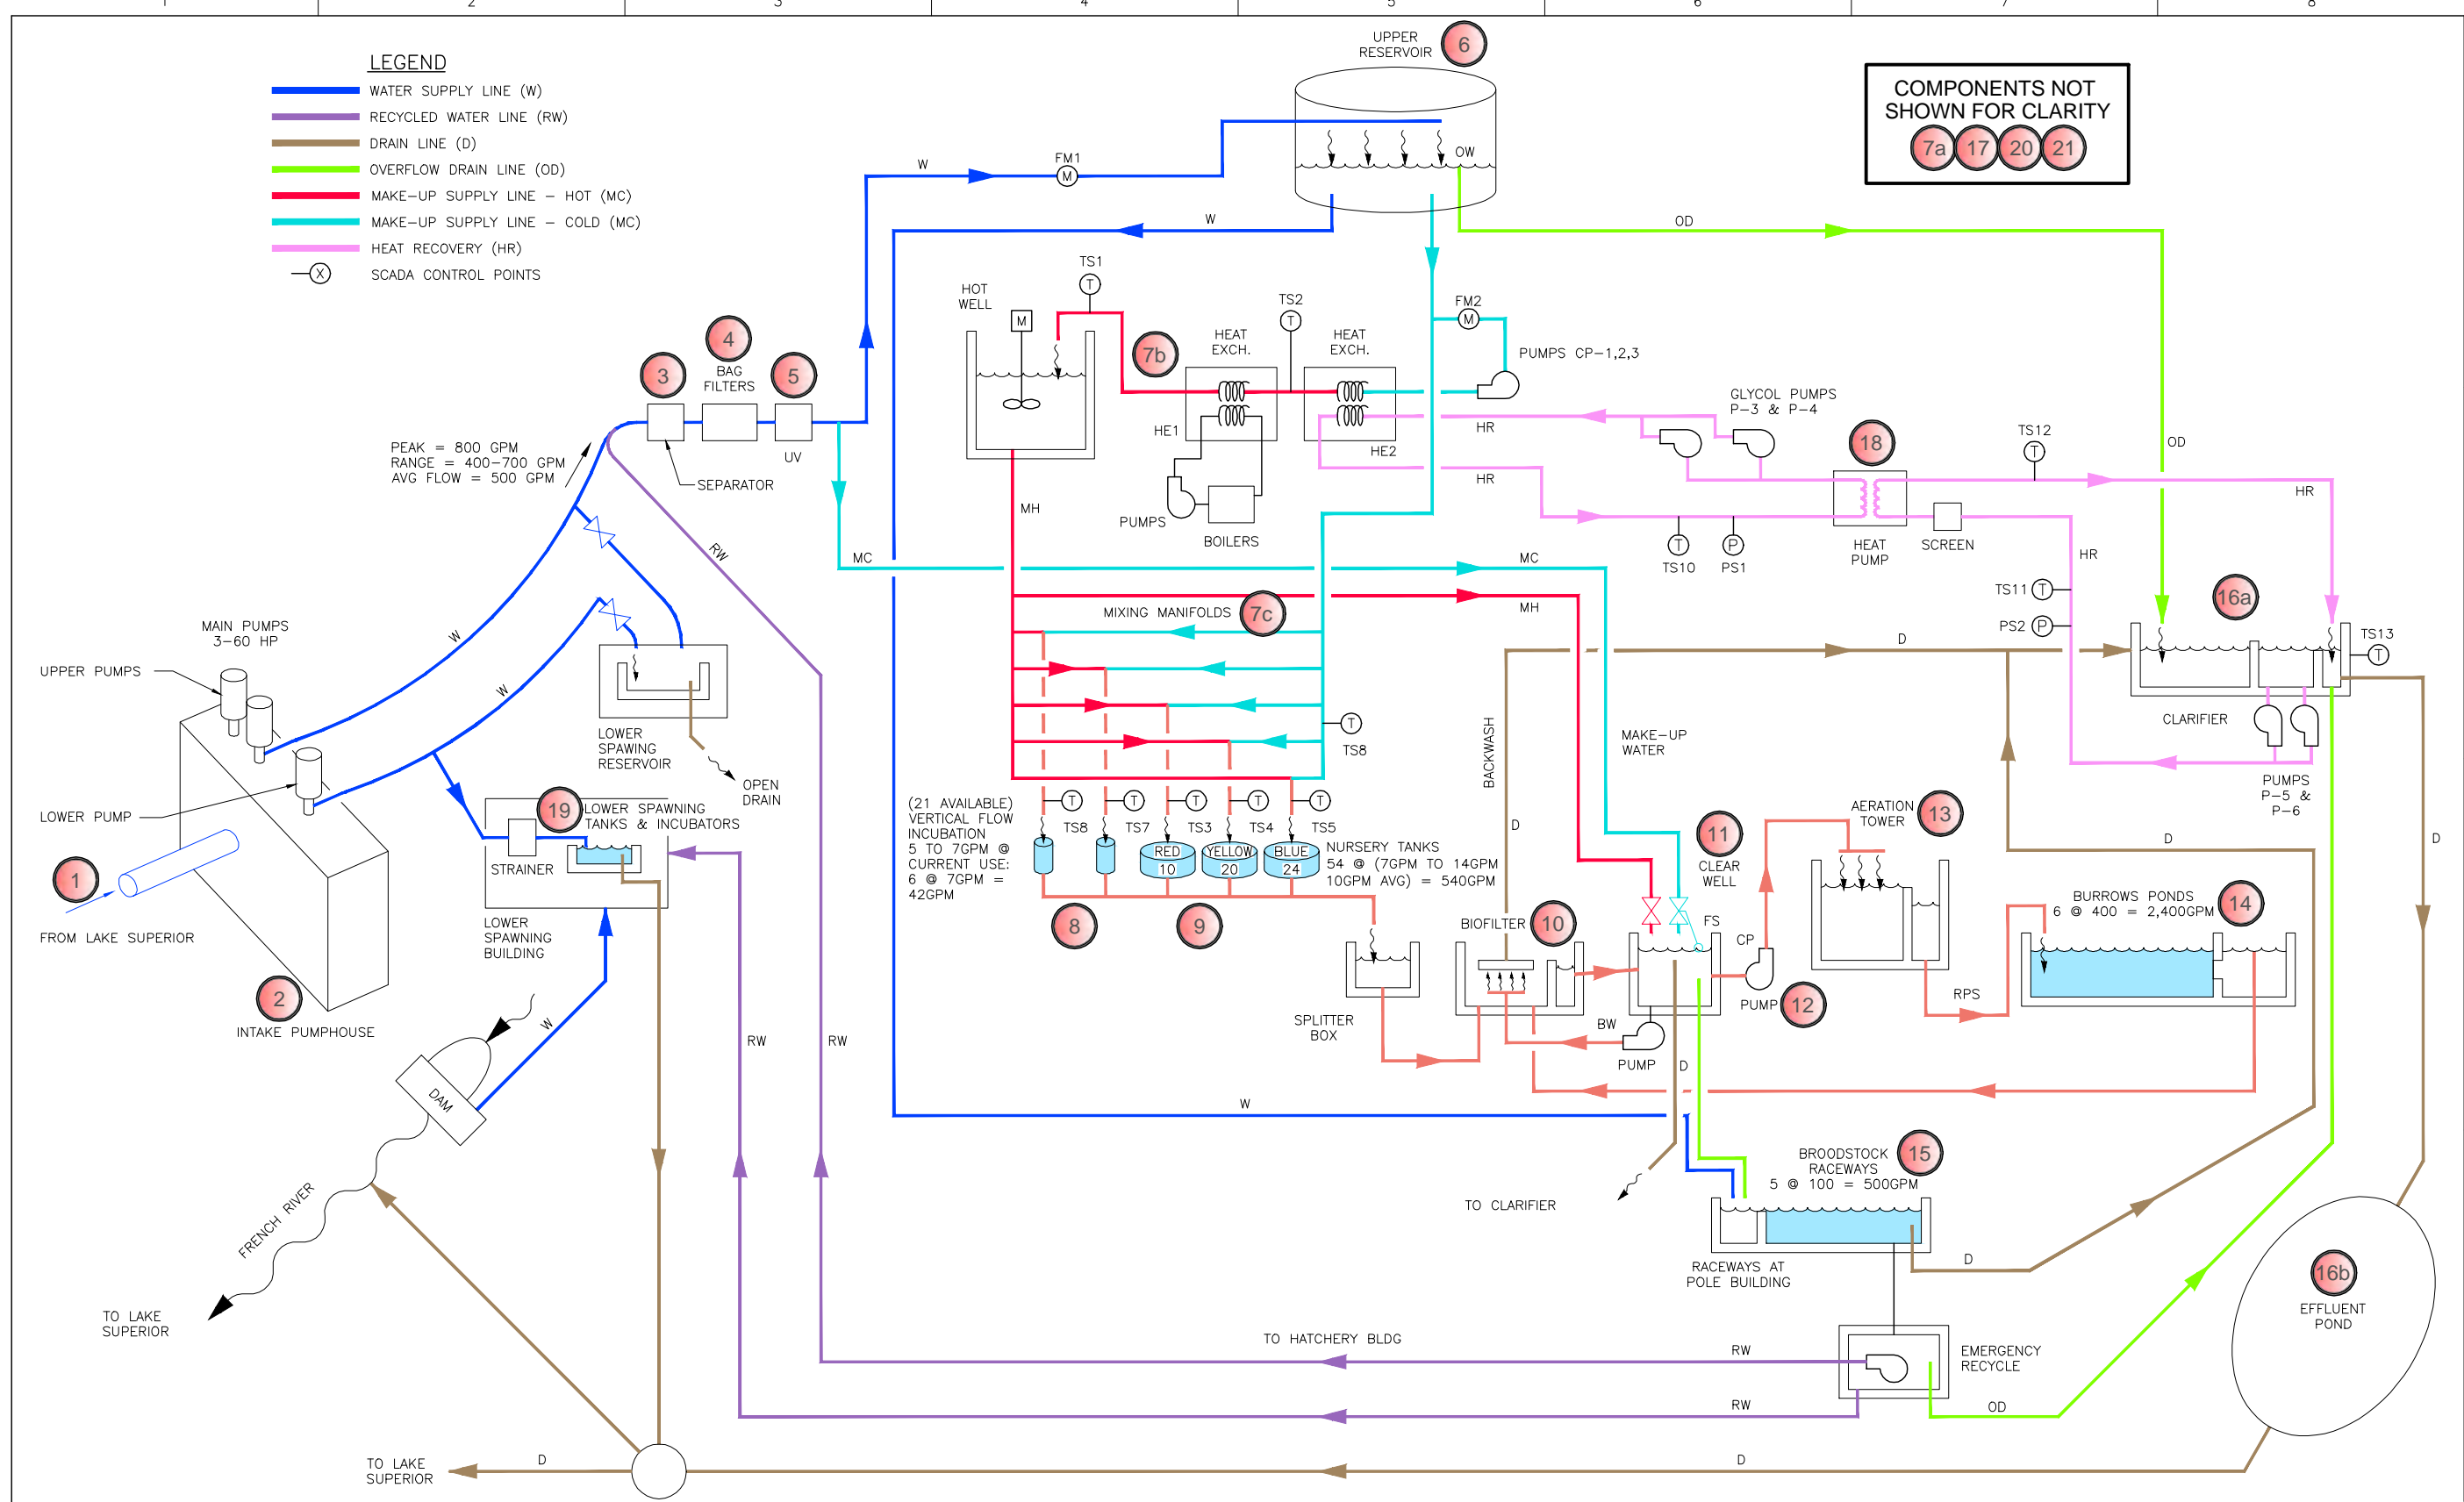 1
2
3
4
5
6
7
8
LEGEND
WATER SUPPLY LINE (W)
RECYCLED WATER LINE (RW)
DRAIN LINE (D)
OVERFLOW DRAIN LINE (OD)
MAKE-UP SUPPLY LINE - HOT (MC)
MAKE-UP SUPPLY LINE - COLD (MC)
HEAT RECOVERY (HR)
X
SCADA CONTROL POINTS
UPPER
RESERVOIR
6
OW
COMPONENTS NOT
SHOWN FOR CLARITY
7a
17
20
21
W
FM1
M
W
OD
OD
HOT
WELL
M
TS1
T
7b
HEAT
EXCH.
TS2
T
HEAT
EXCH.
FM2
M
PUMPS CP-1,2,3
HE1
HE2
PUMPS
BOILERS
MH
HR
HR
GLYCOL PUMPS
P-3 & P-4
18
HEAT
PUMP
SCREEN
TS12
T
HR
HR
T
TS10
P
PS1
TS11
T
PS2
P
3
4
BAG
FILTERS
5
UV
SEPARATOR
PEAK = 800 GPM
RANGE = 400-700 GPM
AVG FLOW = 500 GPM
RW
MC
MC
MH
MIXING MANIFOLDS
7c
T
TS8
16a
TS13
T
CLARIFIER
PUMPS
P-5 &
P-6
D
D
D
MAIN PUMPS
3-60 HP
UPPER PUMPS
LOWER PUMP
W
W
1
FROM LAKE SUPERIOR
2
INTAKE PUMPHOUSE
LOWER
SPAWING
RESERVOIR
OPEN
DRAIN
19
LOWER SPAWNING
TANKS & INCUBATORS
STRAINER
LOWER
SPAWNING
BUILDING
(21 AVAILABLE)
VERTICAL FLOW
INCUBATION
5 TO 7GPM @
CURRENT USE:
6 @ 7GPM =
42GPM
T
TS8
T
TS7
T
TS3
T
TS4
T
TS5
RED
10
YELLOW
20
BLUE
24
NURSERY TANKS
54 @ (7GPM TO 14GPM
10GPM AVG) = 540GPM
8
9
SPLITTER
BOX
BACKWASH
D
BIOFILTER
10
MAKE-UP
WATER
11
CLEAR
WELL
FS
CP
PUMP
12
BW
PUMP
D
AERATION
TOWER
13
RPS
BURROWS PONDS
6 @ 400 = 2,400GPM
14
W
DAM
FRENCH RIVER
TO LAKE
SUPERIOR
RW
RW
W
TO CLARIFIER
BROODSTOCK
RACEWAYS
5 @ 100 = 500GPM
15
RACEWAYS AT
POLE BUILDING
D
16b
EFFLUENT
POND
TO HATCHERY BLDG
RW
EMERGENCY
RECYCLE
RW
OD
TO LAKE
SUPERIOR
D
D